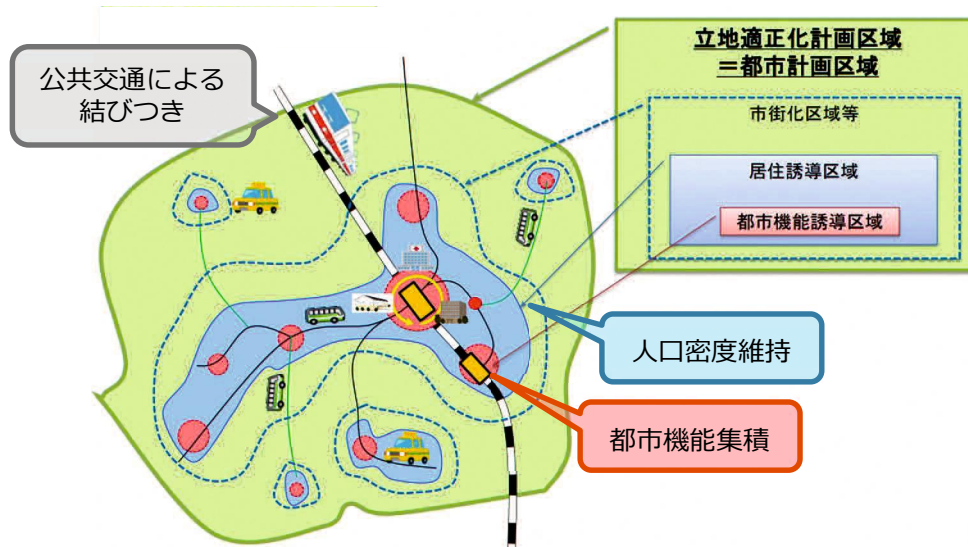 公共交通による
結びつき
立地適正化計画区域
＝都市計画区域
市街化区域等
居住誘導区域
都市機能誘導区域
人口密度維持
都市機能集積